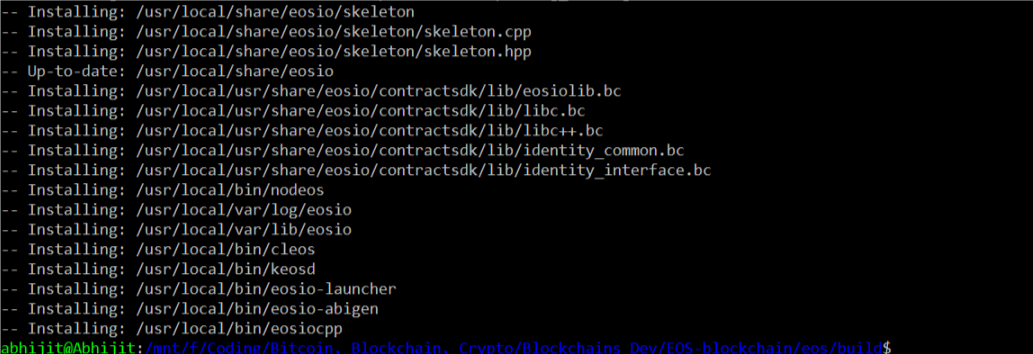 -- Installing: /usr/local/share/eosio/skeleton
-- Installing: /usr/local/share/eosio/skeleton/skeleton.cpp
-- Installing: /usr/local/share/eosio/skeleton/skeleton.hpp
-- Up-to-date: /usr/local/share/eosio
-- Installing: /usr/local/usr/share/eosio/contractsdk/lib/eosiolib.bc
-- Installing: /usr/local/usr/share/eosio/contractsdk/lib/libc.bc
-- Installing: /usr/local/usr/share/eosio/contractsdk/lib/libc++.bc
-- Installing: /usr/local/usr/share/eosio/contractsdk/lib/identity_common.bc
-- Installing: /usr/local/usr/share/eosio/contractsdk/lib/identity_interface.bc
-- Installing: /usr/local/bin/nodeos
-- Installing: /usr/local/var/log/eosio
-- Installing: /usr/local/var/lib/eosio
-- Installing: /usr/local/bin/cleos
-- Installing: /usr/local/bin/keosd
-- Installing: /usr/local/bin/eosio-launcher
-- Installing: /usr/local/bin/eosio-abigen
-- Installing: /usr/local/bin/eosiocpp
abhijit@Abhijit:/mnt/f/Coding/Bitcoin, Blockchain, Crypto/Blockchains Dev/EOS-blockchain/eos/build$